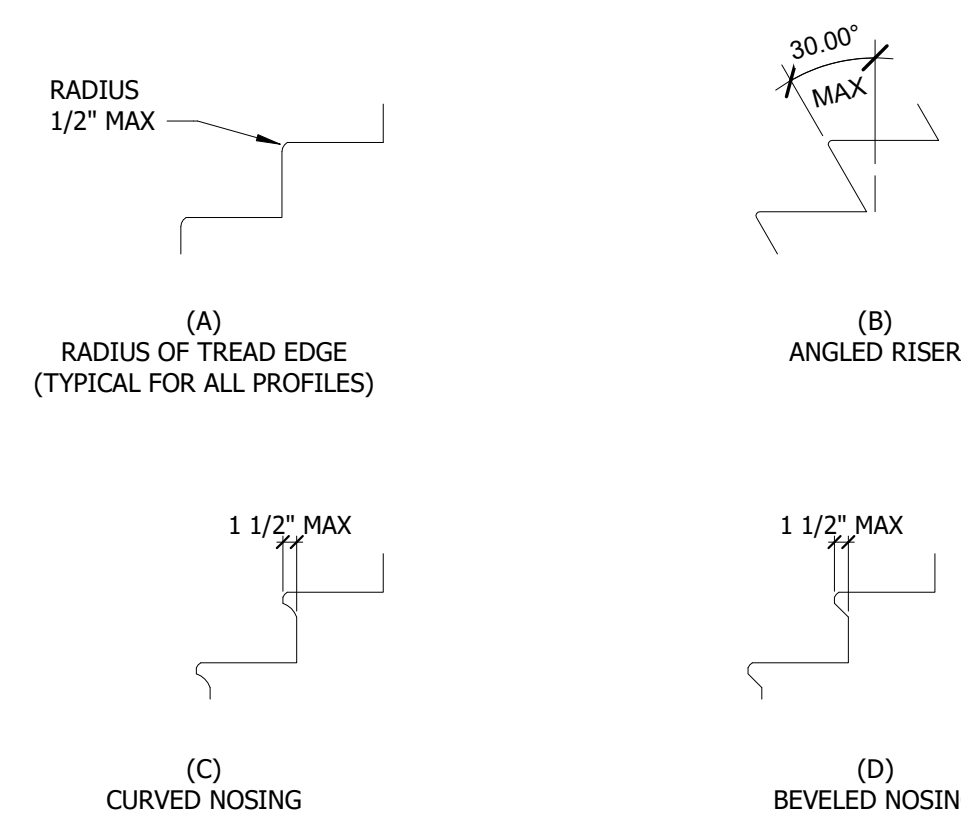 RADIUS
1/2" MAX
30.00°
MAX
(A)
RADIUS OF TREAD EDGE
(TYPICAL FOR ALL PROFILES)
(B)
ANGLED RISER
1 1/2" MAX
1 1/2" MAX
(C)
CURVED NOSING
(D)
BEVELED NOSIN